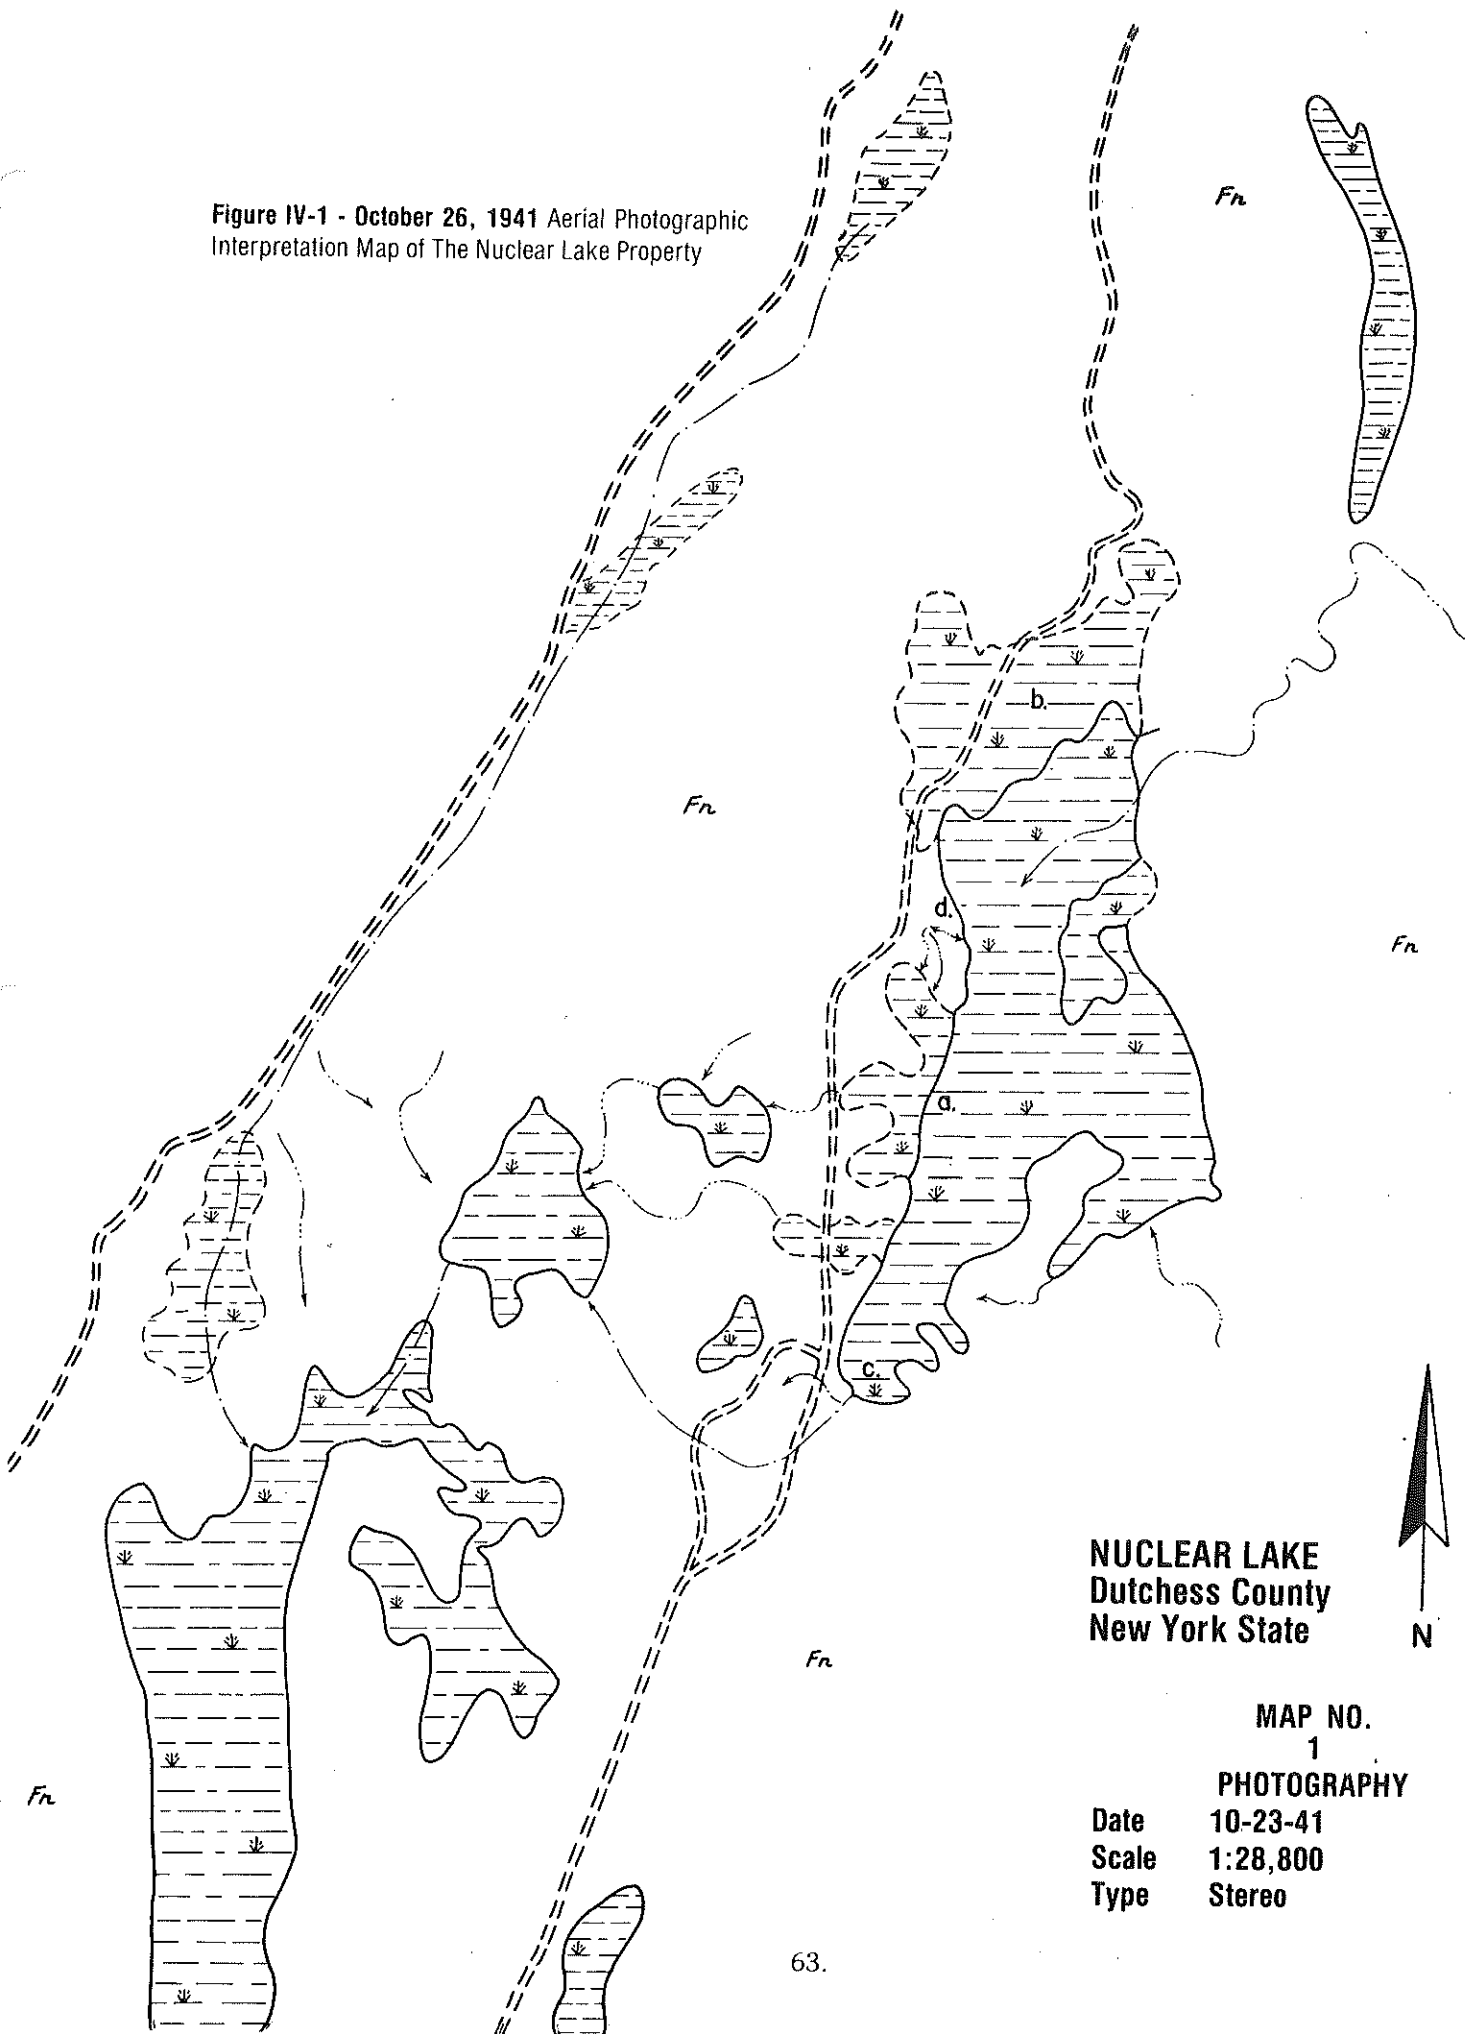 Figure IV-1 - October 26, 1941 Aerial Photographic
Interpretation Map of The Nuclear Lake Property
Fn
b.
Fn
d.
Fn
a.
c.
NUCLEAR LAKE
Dutchess County
New York State
N
Fn
MAP NO.
1
PHOTOGRAPHY
Fn
Date 10-23-41
Scale 1:28,800
Type Stereo
63.